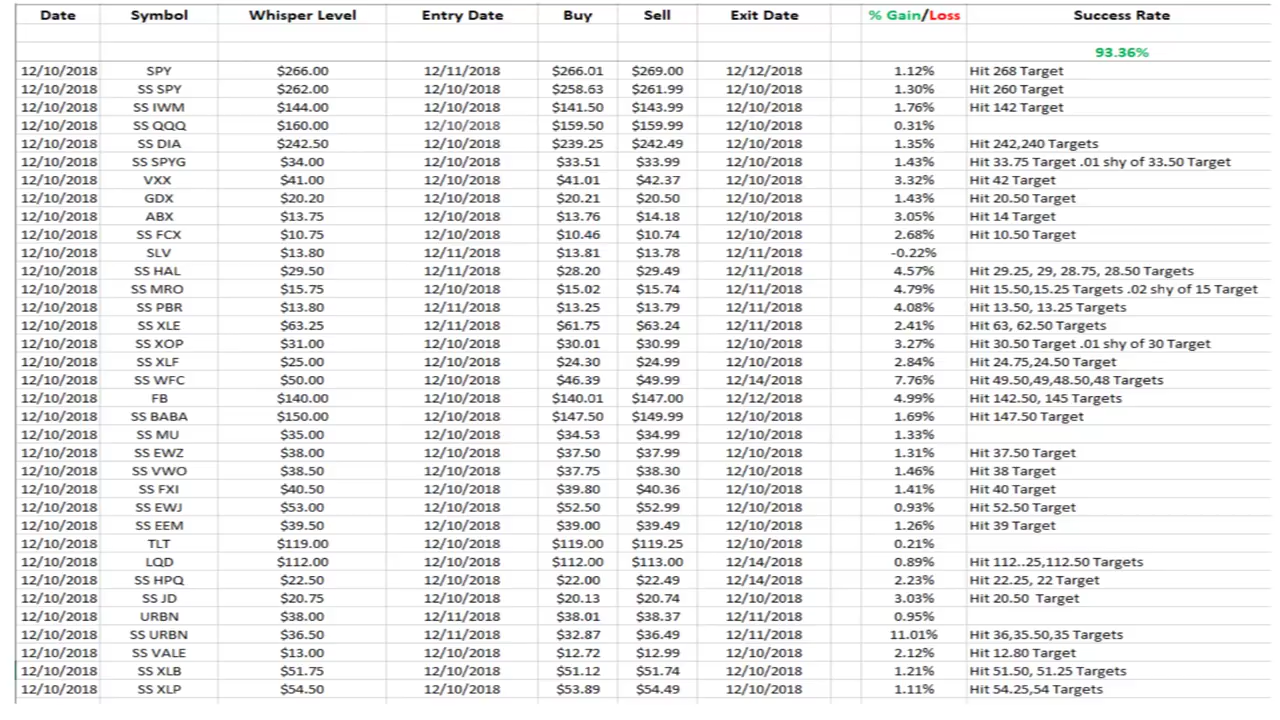 Date Symbol Whisper Level Entry Date Buy Sell Exit Date % Gain/Loss Success Rate
93.36%
12/10/2018 SPY $266.00 12/11/2018 $266.01 $269.00 12/12/2018 1.12% Hit 268 Target
12/10/2018 SS SPY $262.00 12/10/2018 $258.63 $261.99 12/10/2018 1.30% Hit 260 Target
12/10/2018 SS IWM $144.00 12/10/2018 $141.50 $143.99 12/10/2018 1.76% Hit 142 Target
12/10/2018 SS QQQ $160.00 12/10/2018 $159.50 $159.99 12/10/2018 0.31%
12/10/2018 SS DIA $242.50 12/10/2018 $239.25 $242.49 12/10/2018 1.35% Hit 242,240 Targets
12/10/2018 SS SPYG $34.00 12/10/2018 $33.51 $33.99 12/10/2018 1.43% Hit 33.75 Target .01 shy of 33.50 Target
12/10/2018 VXX $41.00 12/10/2018 $41.01 $42.37 12/10/2018 3.32% Hit 42 Target
12/10/2018 GDX $20.20 12/10/2018 $20.21 $20.50 12/10/2018 1.43% Hit 20.50 Target
12/10/2018 ABX $13.75 12/10/2018 $13.76 $14.18 12/10/2018 3.05% Hit 14 Target
12/10/2018 SS FCX $10.75 12/10/2018 $10.46 $10.74 12/10/2018 2.68% Hit 10.50 Target
12/10/2018 SLV $13.80 12/11/2018 $13.81 $13.78 12/11/2018 -0.22%
12/10/2018 SS HAL $29.50 12/11/2018 $28.20 $29.49 12/11/2018 4.57% Hit 29.25, 29, 28.75, 28.50 Targets
12/10/2018 SS MRO $15.75 12/10/2018 $15.02 $15.74 12/11/2018 4.79% Hit 15.50,15.25 Targets .02 shy of 15 Target
12/10/2018 SS PBR $13.80 12/11/2018 $13.25 $13.79 12/11/2018 4.08% Hit 13.50, 13.25 Targets
12/10/2018 SS XLE $63.25 12/11/2018 $61.75 $63.24 12/11/2018 2.41% Hit 63, 62.50 Targets
12/10/2018 SS XOP $31.00 12/10/2018 $30.01 $30.99 12/10/2018 3.27% Hit 30.50 Target .01 shy of 30 Target
12/10/2018 SS XLF $25.00 12/10/2018 $24.30 $24.99 12/10/2018 2.84% Hit 24.75,24.50 Target
12/10/2018 SS WFC $50.00 12/10/2018 $46.39 $49.99 12/14/2018 7.76% Hit 49.50,49,48.50,48 Targets
12/10/2018 FB $140.00 12/10/2018 $140.01 $147.00 12/12/2018 4.99% Hit 142.50, 145 Targets
12/10/2018 SS BABA $150.00 12/10/2018 $147.50 $149.99 12/10/2018 1.69% Hit 147.50 Target
12/10/2018 SS MU $35.00 12/10/2018 $34.53 $34.99 12/10/2018 1.33%
12/10/2018 SS EWZ $38.00 12/10/2018 $37.50 $37.99 12/10/2018 1.31% Hit 37.50 Target
12/10/2018 SS VWO $38.50 12/10/2018 $37.75 $38.30 12/10/2018 1.46% Hit 38 Target
12/10/2018 SS FXI $40.50 12/10/2018 $39.80 $40.36 12/10/2018 1.41% Hit 40 Target
12/10/2018 SS EWJ $53.00 12/10/2018 $52.50 $52.99 12/10/2018 0.93% Hit 52.50 Target
12/10/2018 SS EEM $39.50 12/10/2018 $39.00 $39.49 12/10/2018 1.26% Hit 39 Target
12/10/2018 TLT $119.00 12/10/2018 $119.00 $119.25 12/10/2018 0.21%
12/10/2018 LQD $112.00 12/10/2018 $112.00 $113.00 12/14/2018 0.89% Hit 112..25,112.50 Targets
12/10/2018 SS HPQ $22.50 12/10/2018 $22.00 $22.49 12/14/2018 2.23% Hit 22.25, 22 Target
12/10/2018 SS JD $20.75 12/10/2018 $20.13 $20.74 12/10/2018 3.03% Hit 20.50 Target
12/10/2018 URBN $38.00 12/11/2018 $38.01 $38.37 12/11/2018 0.95%
12/10/2018 SS URBN $36.50 12/11/2018 $32.87 $36.49 12/11/2018 11.01% Hit 36,35.50,35 Targets
12/10/2018 SS VALE $13.00 12/10/2018 $12.72 $12.99 12/10/2018 2.12% Hit 12.80 Target
12/10/2018 SS XLB $51.75 12/10/2018 $51.12 $51.74 12/10/2018 1.21% Hit 51.50, 51.25 Targets
12/10/2018 SS XLP $54.50 12/10/2018 $53.89 $54.49 12/10/2018 1.11% Hit 54.25,54 Targets